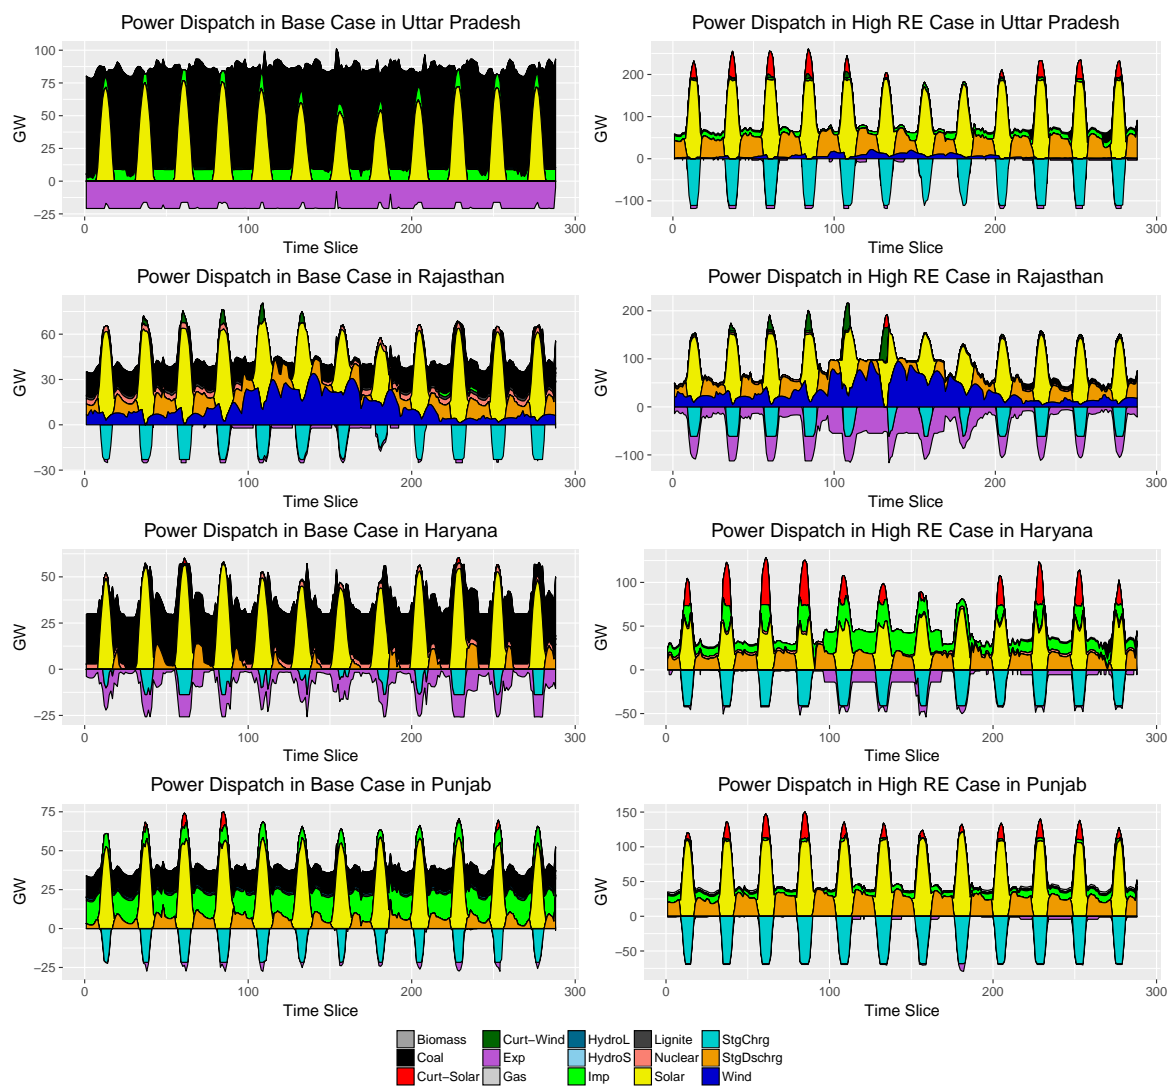 Power Dispatch in Base Case in Uttar Pradesh
Power Dispatch in High RE Case in Uttar Pradesh
GW
100
75
50
25
0
−25
0
100
200
300
Time Slice
GW
200
100
0
−100
0
100
200
300
Time Slice
Power Dispatch in Base Case in Rajasthan
Power Dispatch in High RE Case in Rajasthan
GW
60
30
0
−30
0
100
200
300
Time Slice
GW
200
100
0
−100
0
100
200
300
Time Slice
Power Dispatch in Base Case in Haryana
Power Dispatch in High RE Case in Haryana
GW
50
25
0
−25
0
100
200
300
Time Slice
GW
100
50
0
−50
0
100
200
300
Time Slice
Power Dispatch in Base Case in Punjab
Power Dispatch in High RE Case in Punjab
GW
75
50
25
0
−25
0
100
200
300
Time Slice
GW
150
100
50
0
−50
0
100
200
300
Time Slice
Biomass Curt−Wind HydroL Lignite StgChrg
Coal Exp HydroS Nuclear StgDschrg
Curt−Solar Gas Imp Solar Wind